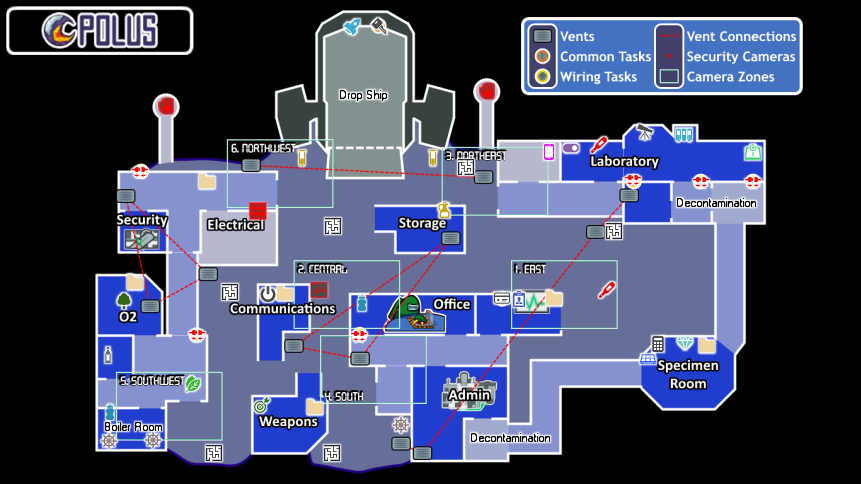 POLUS
Vents
Common Tasks
Wiring Tasks
Vent Connections
Security Cameras
Camera Zones
Drop Ship
6. NORTHWEST
3. NORTHEAST
Laboratory
Decontamination
Security
Electrical
Storage
2. CENTRAL
1. EAST
O2
Communications
Office
5. SOUTHWEST
4. SOUTH
Specimen
Room
Admin
Weapons
Boiler Room
Decontamination